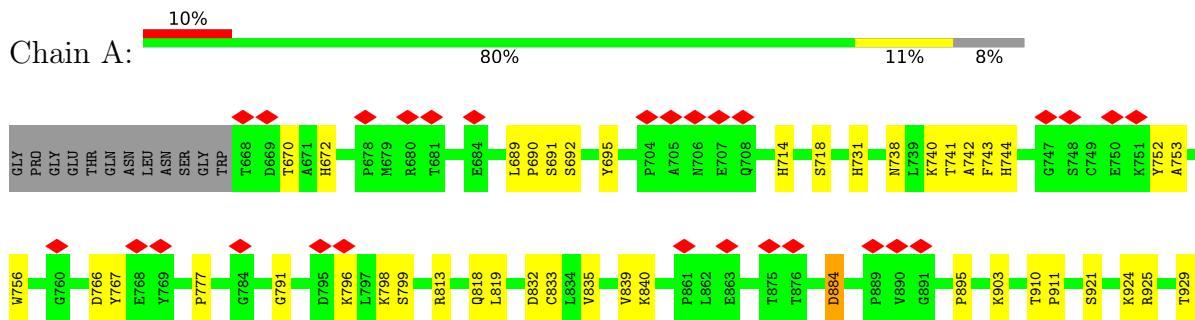 10%
Chain A:
80% 11% 8%
GLY PRO GLY GLU THR GLN ASN LEU ASN SER GLY TRP T668 D669 T670 A671 H672 P678 M679 R680 T681 E684 L689 P690 S691 S692 Y695 P704 A705 N706 E707 Q708 H714 S718 H731 N738 L739 K740 T741 A742 F743 H744 G747 S748 C749 E750 K751 Y752 A753
W756 G760 D766 Y767 E768 Y769 P777 G784 G791 D795 K796 L797 K798 S799 R813 Q818 L819 D832 C833 L834 V835 V839 K840 P861 L862 E863 T875 T876 D884 P889 V890 G891 P895 K903 T910 P911 S921 K924 R925 T929